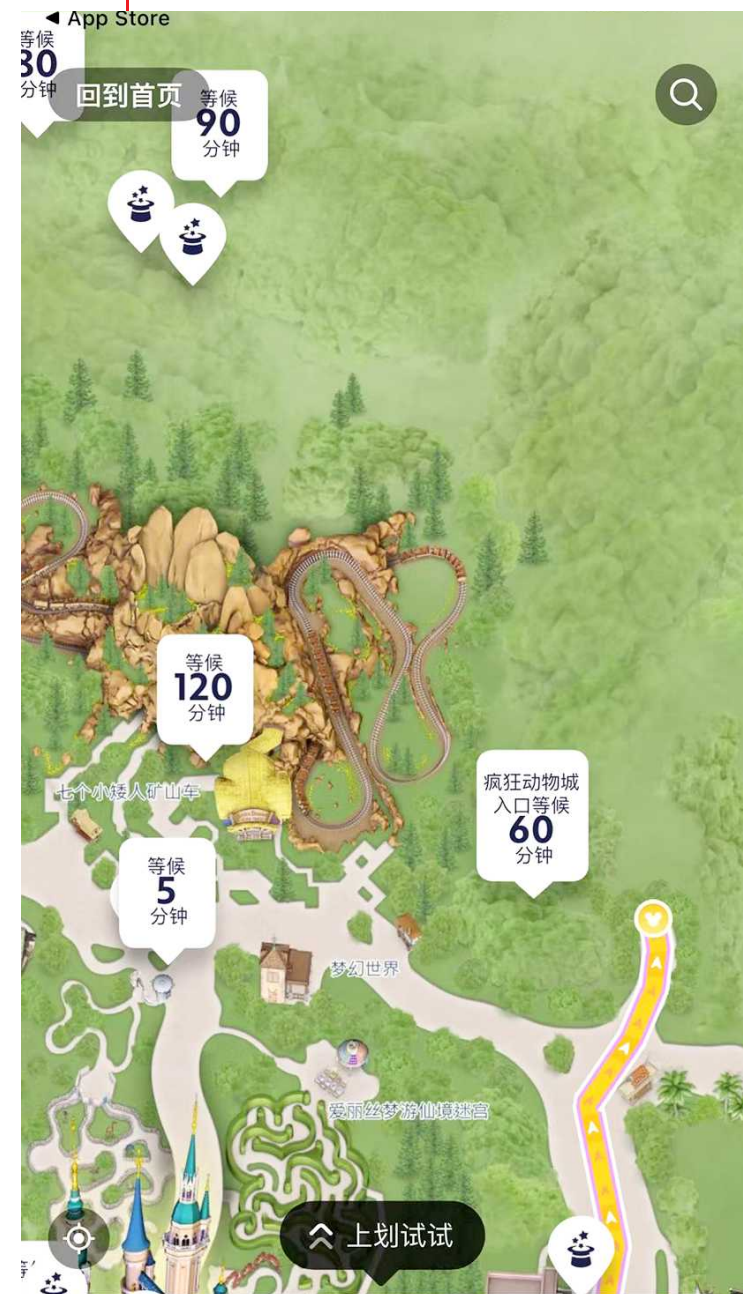 App Store
等候
30
分钟
回到首页
等候
90
分钟
等候
120
分钟
七个小矮人矿山车
疯狂动物城
入口等候
60
分钟
等候
5
分钟
梦幻世界
爱丽丝梦游仙境迷宫
上划试试